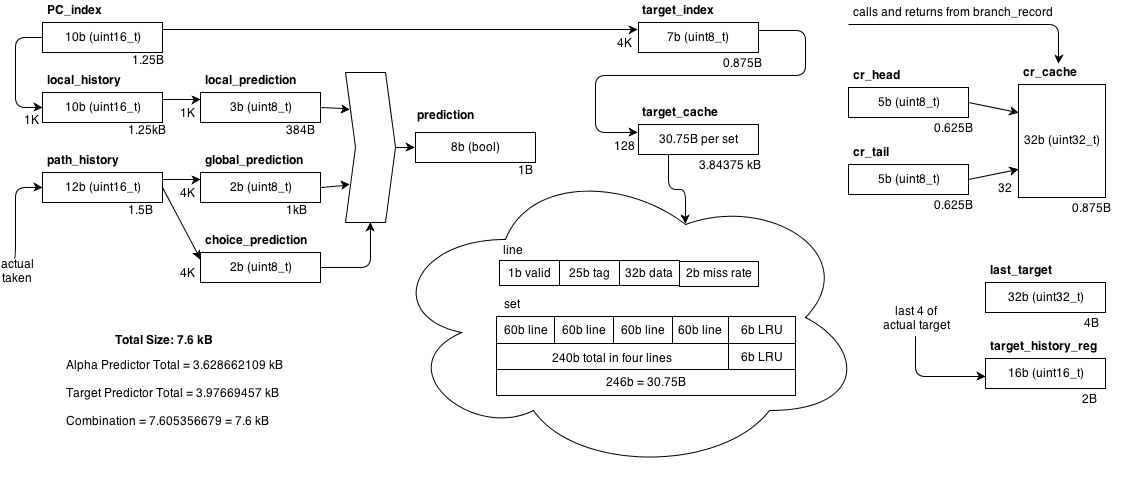 PC_index
10b (uint16_t)
1.25B
local_history
10b (uint16_t)
1K
1.25kB
local_prediction
3b (uint8_t)
1K
384B
path_history
12b (uint16_t)
1.5B
actual
taken
global_prediction
2b (uint8_t)
4K
1kB
choice_prediction
2b (uint8_t)
4K
prediction
8b (bool)
1B
target_index
7b (uint8_t)
4K
0.875B
target_cache
30.75B per set
128
3.84375 kB
line
1b valid
25b tag
32b data
2b miss rate
set
60b line
60b line
60b line
60b line
6b LRU
240b total in four lines
6b LRU
246b = 30.75B
calls and returns from branch_record
cr_head
5b (uint8_t)
0.625B
cr_tail
5b (uint8_t)
0.625B
cr_cache
32b (uint32_t)
32
0.875B
last_target
32b (uint32_t)
4B
last 4 of
actual target
target_history_reg
16b (uint16_t)
2B
Total Size: 7.6 kB
Alpha Predictor Total = 3.628662109 kB
Target Predictor Total = 3.97669457 kB
Combination = 7.605356679 = 7.6 kB